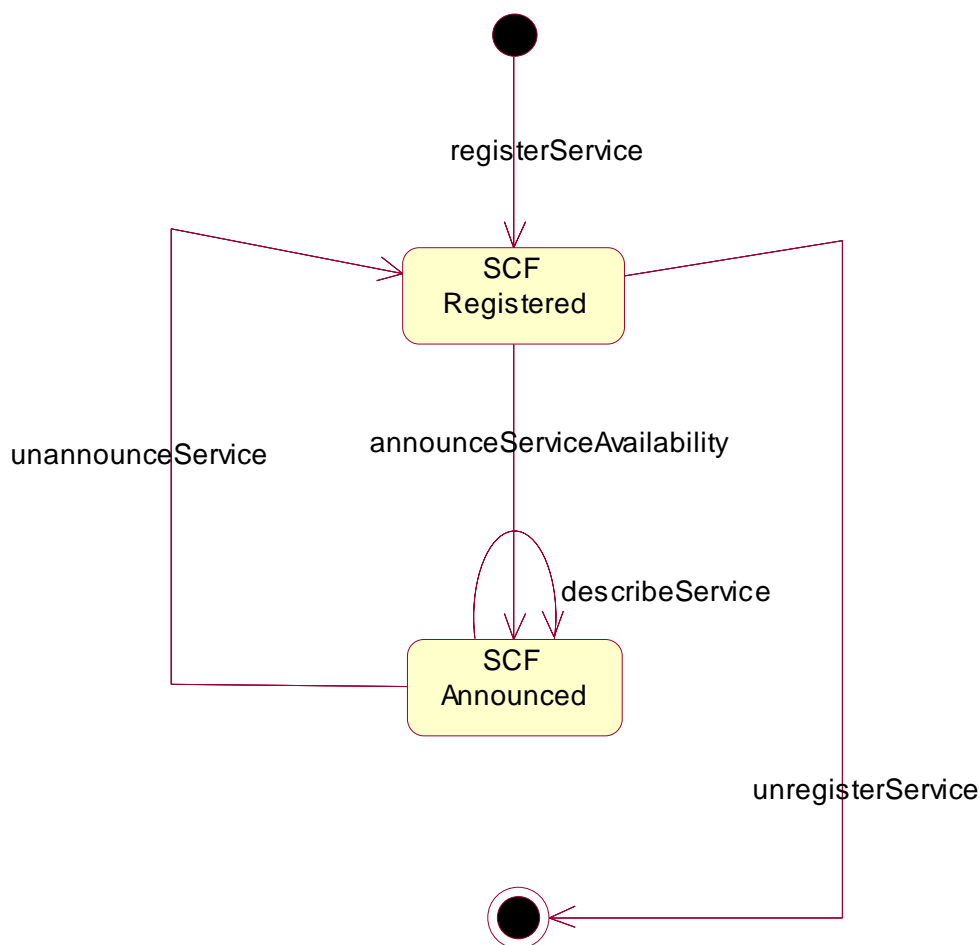 registerService
SCF
Registered
announceServiceAvailability
unannounceService
describeService
SCF
Announced
unregisterService